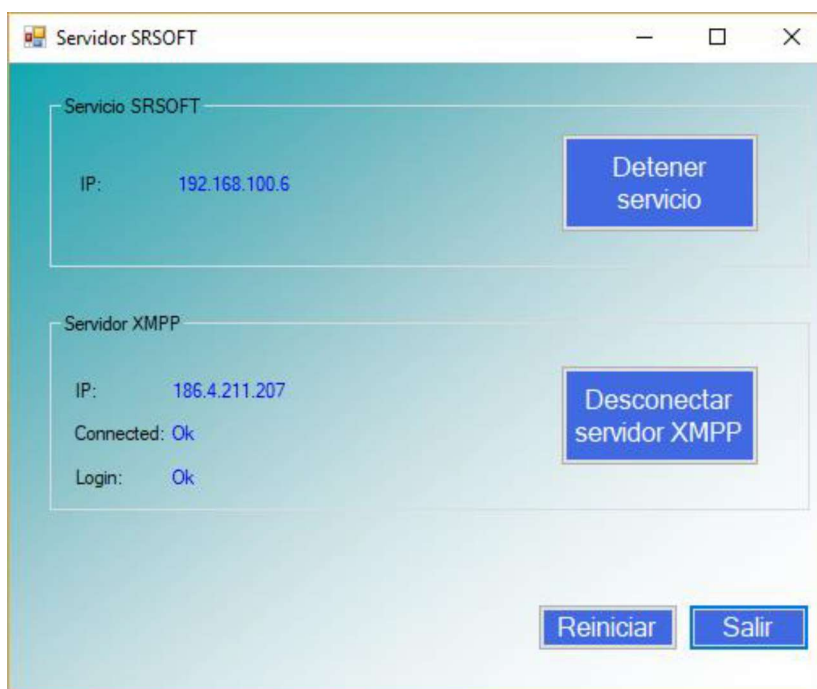 Servidor SRSOFT
Servicio SRSOFT
IP: 192.168.100.6
Detener
servicio
Servidor XMPP
IP: 186.4.211.207
Connected: Ok
Login: Ok
Desconectar
servidor XMPP
Reiniciar Salir